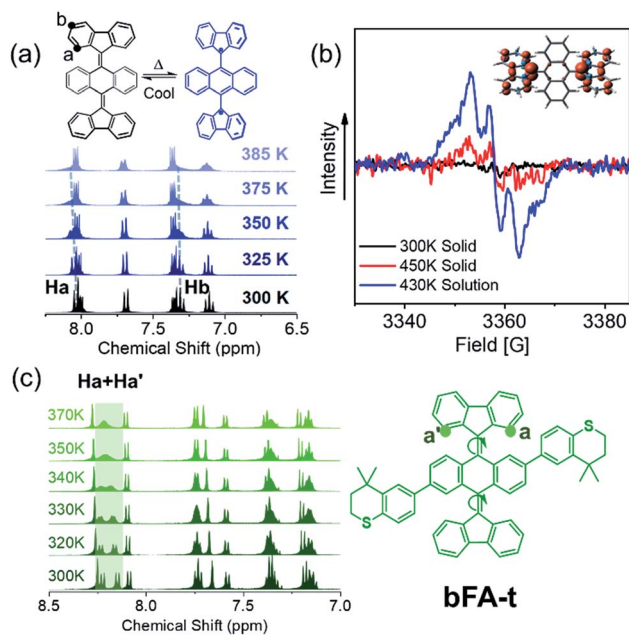 (a)
b
a
Δ
Cool
385 K
375 K
350 K
325 K
Ha
Hb
300 K
8.0 7.5 7.0 6.5
Chemical Shift (ppm)
(b)
Intensity
300K Solid
450K Solid
430K Solution
3340 3360 3380
Field [G]
(c)
Ha+Ha'
370K
350K
340K
330K
320K
300K
8.5 8.0 7.5 7.0
Chemical Shift (ppm)
a' a
S
S
bFA-t